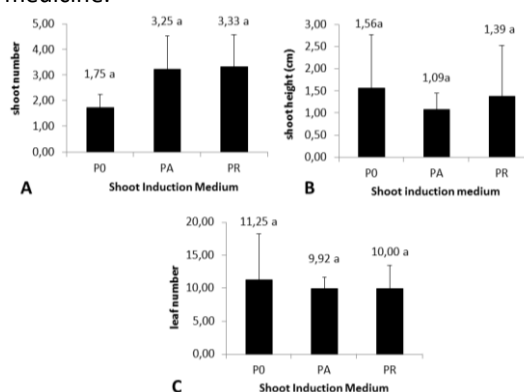 medicine.
5,00
4,00
3,00
2,00
1,00
0,00
shoot number
1,75 a
3,25 a
3,33 a
P0 PA PR
A Shoot Induction Medium
3,00
2,50
2,00
1,50
1,00
0,50
0,00
shoot height (cm)
1,56a
1,09a
1,39 a
P0 PA PR
B Shoot induction medium
20,00
15,00
10,00
5,00
0,00
leaf number
11,25 a
9,92 a
10,00 a
P0 PA PR
C Shoot Induction Medium